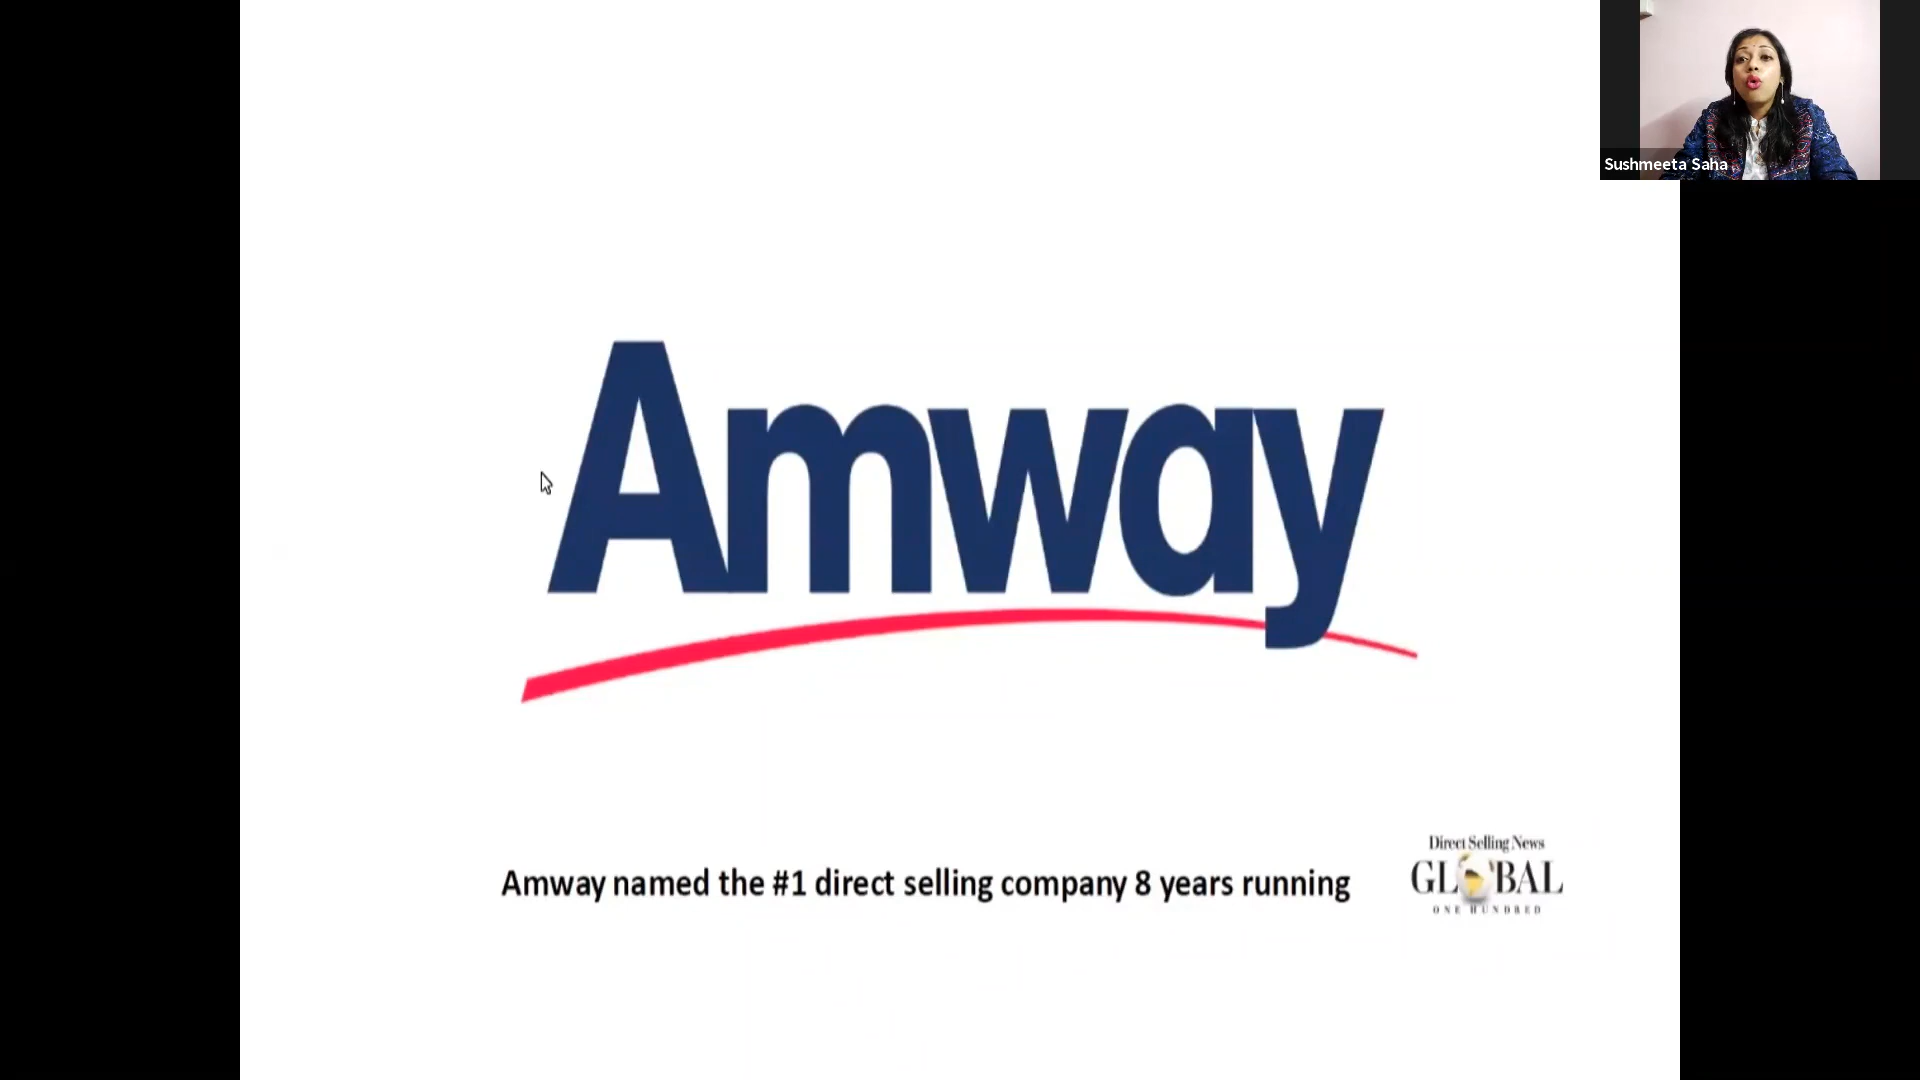 Sushmeeta Saha
Amway
Amway named the #1 direct selling company 8 years running
Direct Selling News
GLOBAL
ONE HUNDRED